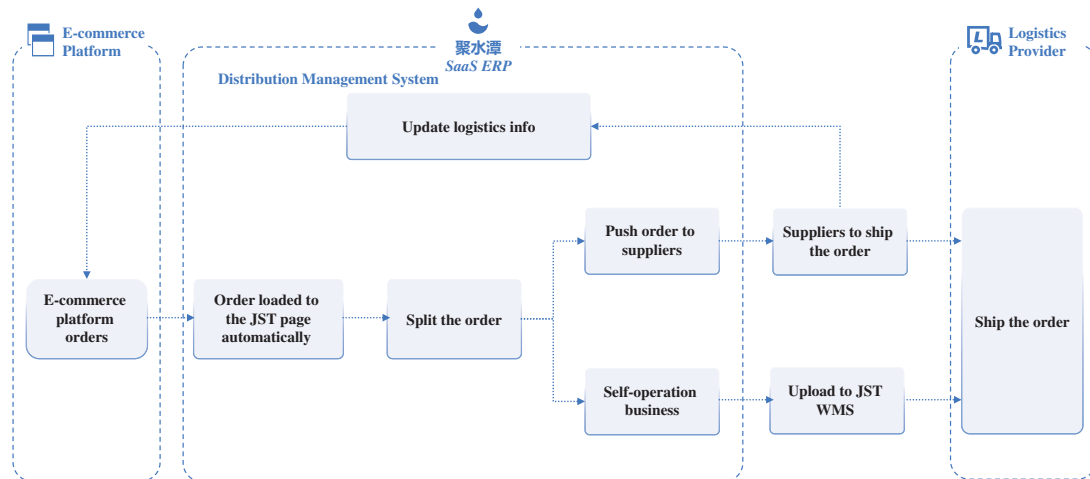 E-commerce
Platform
聚水潭
SaaS ERP
Distribution Management System
Logistics
Provider
Update logistics info
Push order to
suppliers
Suppliers to ship
the order
E-commerce
platform
orders
Order loaded to
the JST page
automatically
Split the order
Ship the order
Self-operation
business
Upload to JST
WMS